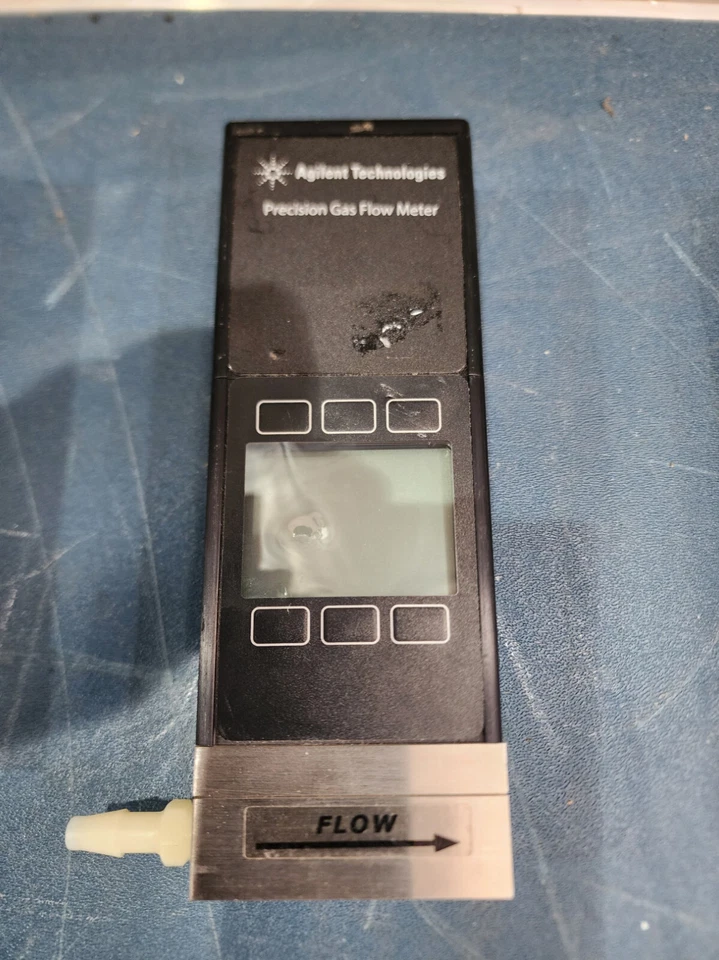 Agilent Technologies
Precision Gas Flow Meter
FLOW